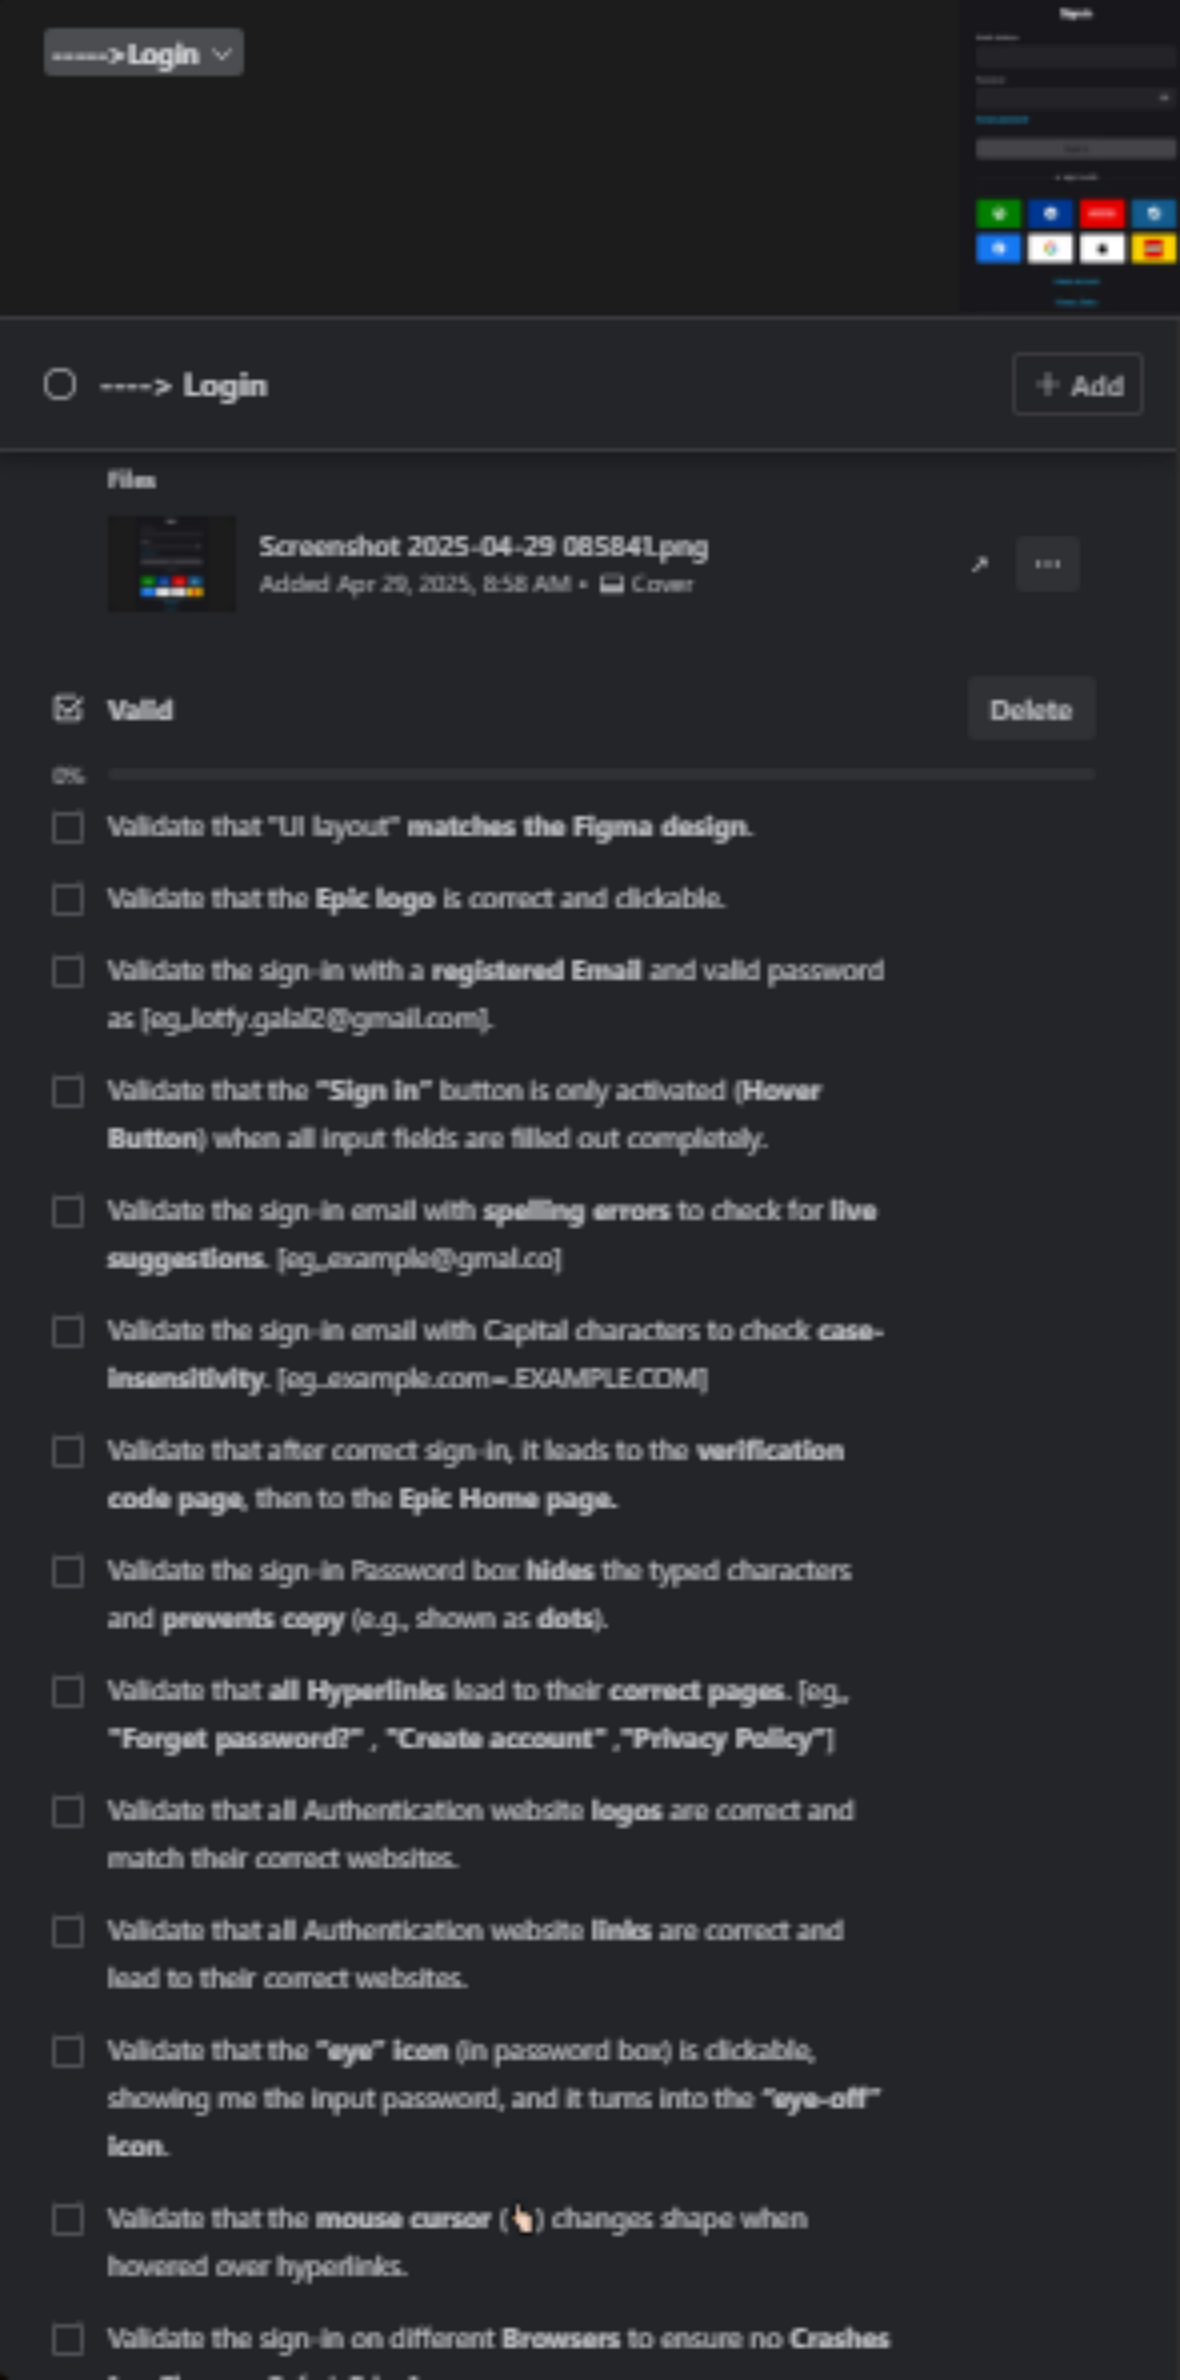 ----->Login
Sign In
----> Login
+ Add
Files
Screenshot 2025-04-29 085841.png
Added Apr 29, 2025, 8:58 AM • Cover
Valid
Delete
0%
Validate that "UI layout" matches the Figma design.
Validate that the Epic logo is correct and clickable.
Validate the sign-in with a registered Email and valid password
as [eg,.lotfy.galal2@gmail.com].
Validate that the "Sign in" button is only activated (Hover
Button) when all input fields are filled out completely.
Validate the sign-in email with spelling errors to check for live
suggestions. [eg,.example@gmal.co]
Validate the sign-in email with Capital characters to check case-
insensitivity. [eg..example.com=.EXAMPLE.COM]
Validate that after correct sign-in, it leads to the verification
code page, then to the Epic Home page.
Validate the sign-in Password box hides the typed characters
and prevents copy (e.g., shown as dots).
Validate that all Hyperlinks lead to their correct pages. [eg,.
"Forget password?" , "Create account" ,"Privacy Policy"]
Validate that all Authentication website logos are correct and
match their correct websites.
Validate that all Authentication website links are correct and
lead to their correct websites.
Validate that the "eye" icon (in password box) is clickable,
showing me the input password, and it turns into the "eye-off"
icon.
Validate that the mouse cursor (👆🏻) changes shape when
hovered over hyperlinks.
Validate the sign-in on different Browsers to ensure no Crashes